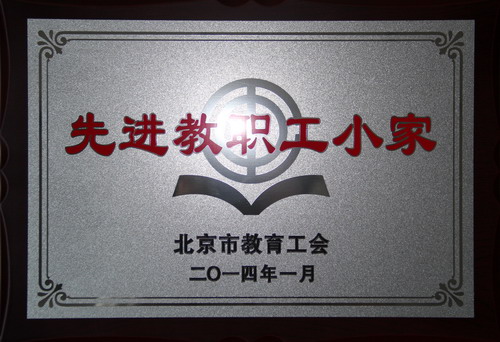 先进教职工小家
北京市教育工会
二〇一四年一月